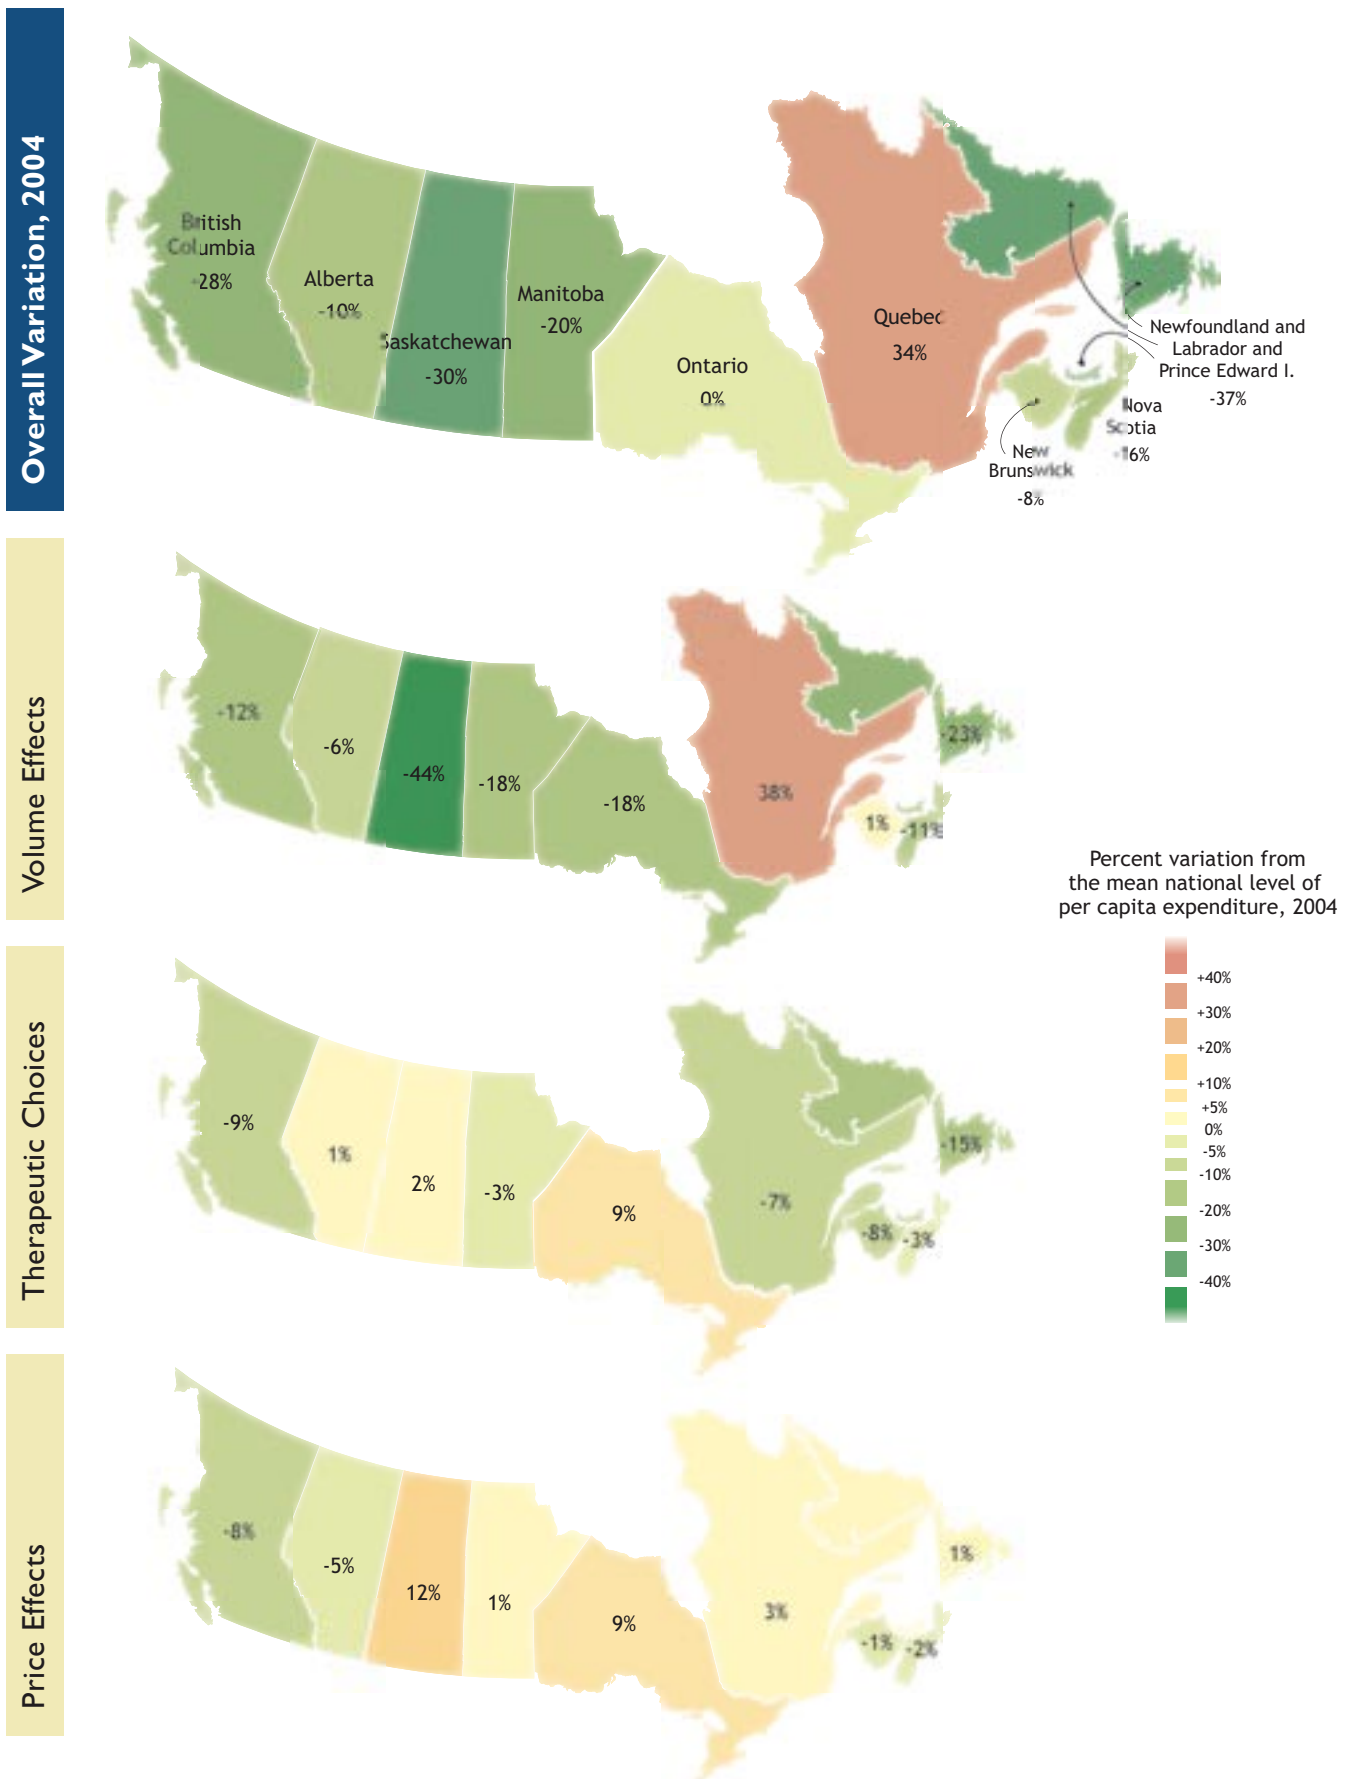 Overall Variation, 2004
British
Columbia
-28%
Alberta
-10%
Saskatchewan
-30%
Manitoba
-20%
Ontario
0%
Quebec
34%
Newfoundland and
Labrador and
Prince Edward I.
-37%
Nova
Scotia
-16%
New
Brunswick
-8%
Volume Effects
-12%
-6%
-44%
-18%
-18%
38%
-23%
1%
-11%
Percent variation from
the mean national level of
per capita expenditure, 2004
+40%
+30%
+20%
+10%
+5%
0%
-5%
-10%
-20%
-30%
-40%
Therapeutic Choices
-9%
1%
2%
-3%
9%
-7%
-15%
-8%
-3%
Price Effects
-8%
-5%
12%
1%
9%
3%
1%
-1%
-2%